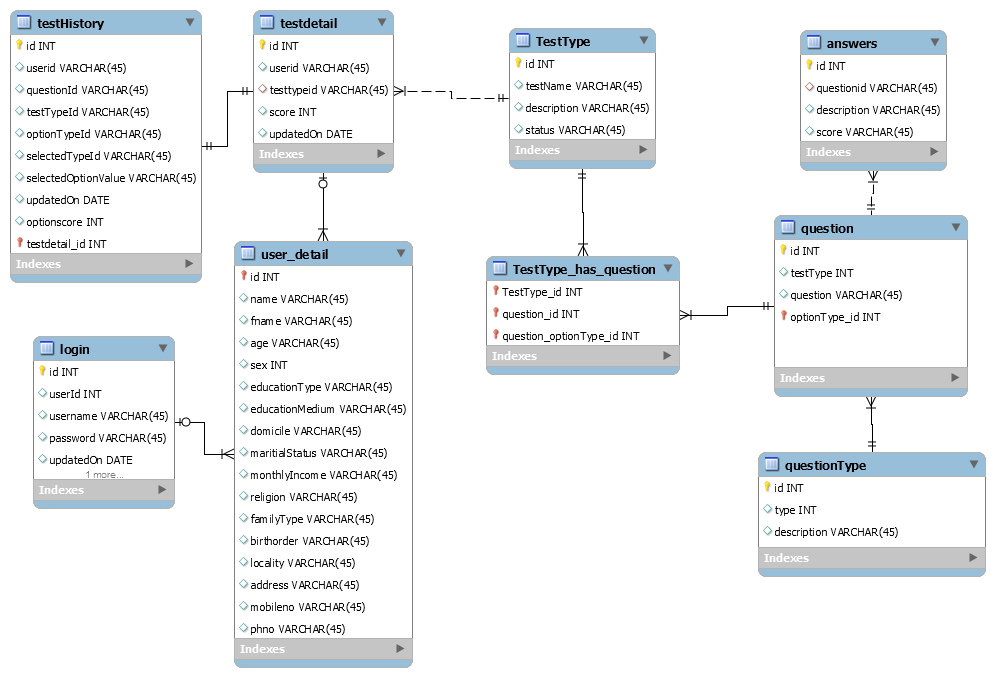 testHistory
id INT
userid VARCHAR(45)
questionId VARCHAR(45)
testTypeId VARCHAR(45)
optionTypeId VARCHAR(45)
selectedTypeId VARCHAR(45)
selectedOptionValue VARCHAR(45)
updatedOn DATE
optionscore INT
testdetail_id INT
Indexes
testdetail
id INT
userid VARCHAR(45)
testtypeid VARCHAR(45)
score INT
updatedOn DATE
Indexes
TestType
id INT
testName VARCHAR(45)
description VARCHAR(45)
status VARCHAR(45)
Indexes
answers
id INT
questionid VARCHAR(45)
description VARCHAR(45)
score VARCHAR(45)
Indexes
login
id INT
userId INT
username VARCHAR(45)
password VARCHAR(45)
updatedOn DATE
1 more...
Indexes
user_detail
id INT
name VARCHAR(45)
fname VARCHAR(45)
age VARCHAR(45)
sex INT
educationType VARCHAR(45)
educationMedium VARCHAR(45)
domicile VARCHAR(45)
maritialStatus VARCHAR(45)
monthlyIncome VARCHAR(45)
religion VARCHAR(45)
familyType VARCHAR(45)
birthorder VARCHAR(45)
locality VARCHAR(45)
address VARCHAR(45)
mobileno VARCHAR(45)
phno VARCHAR(45)
Indexes
TestType_has_question
TestType_id INT
question_id INT
question_optionType_id INT
Indexes
question
id INT
testType INT
question VARCHAR(45)
optionType_id INT
Indexes
questionType
id INT
type INT
description VARCHAR(45)
Indexes